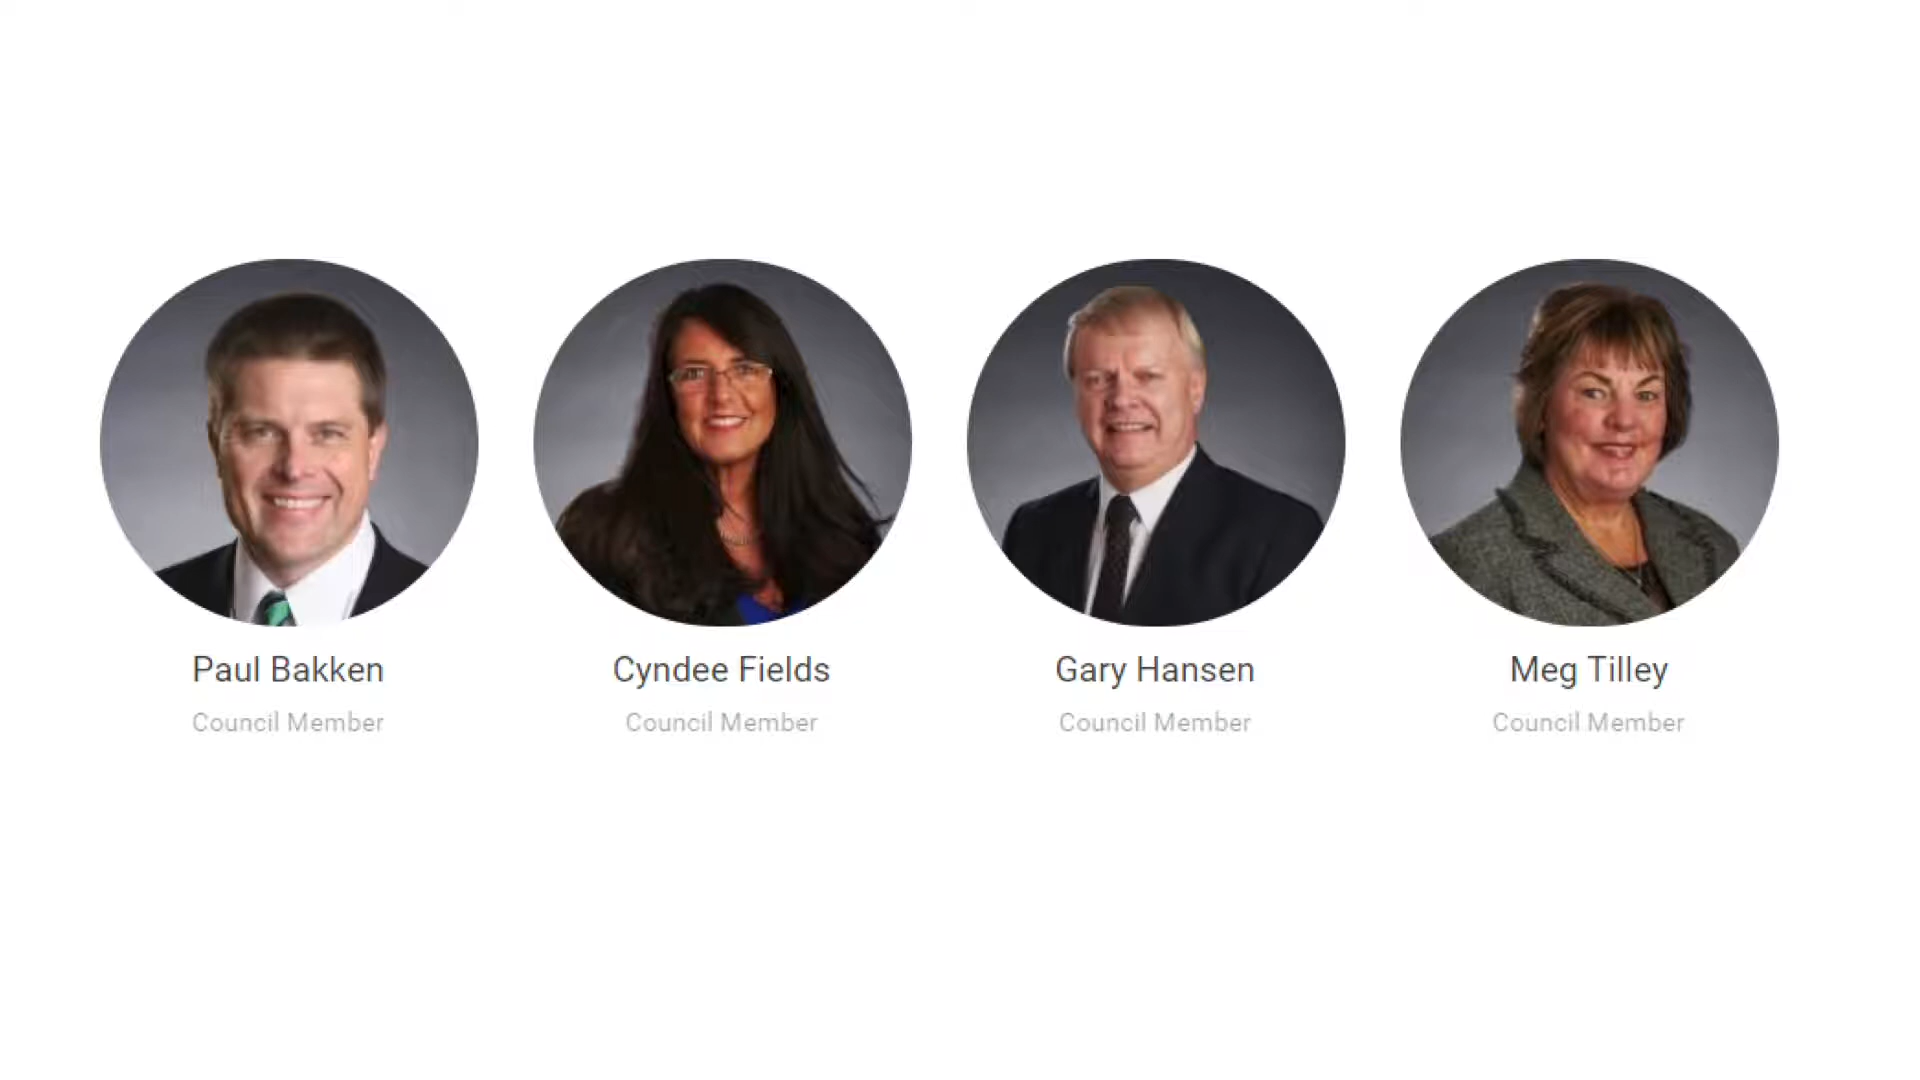 Paul Bakken
Council Member
Cyndee Fields
Council Member
Gary Hansen
Council Member
Meg Tilley
Council Member